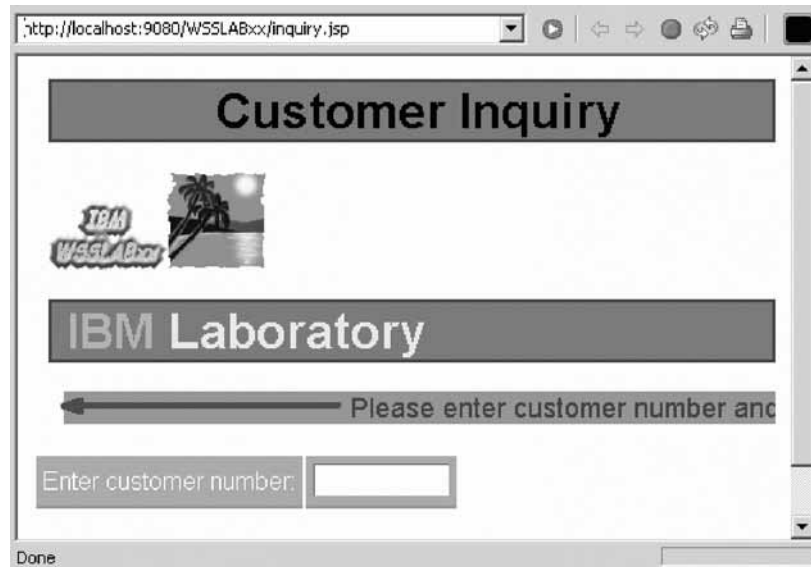 http://localhost:9080/WSSLABxx/inquiry.jsp
Customer Inquiry
IBM
WSSLABxx
IBM Laboratory
Please enter customer number and
Enter customer number:
Done